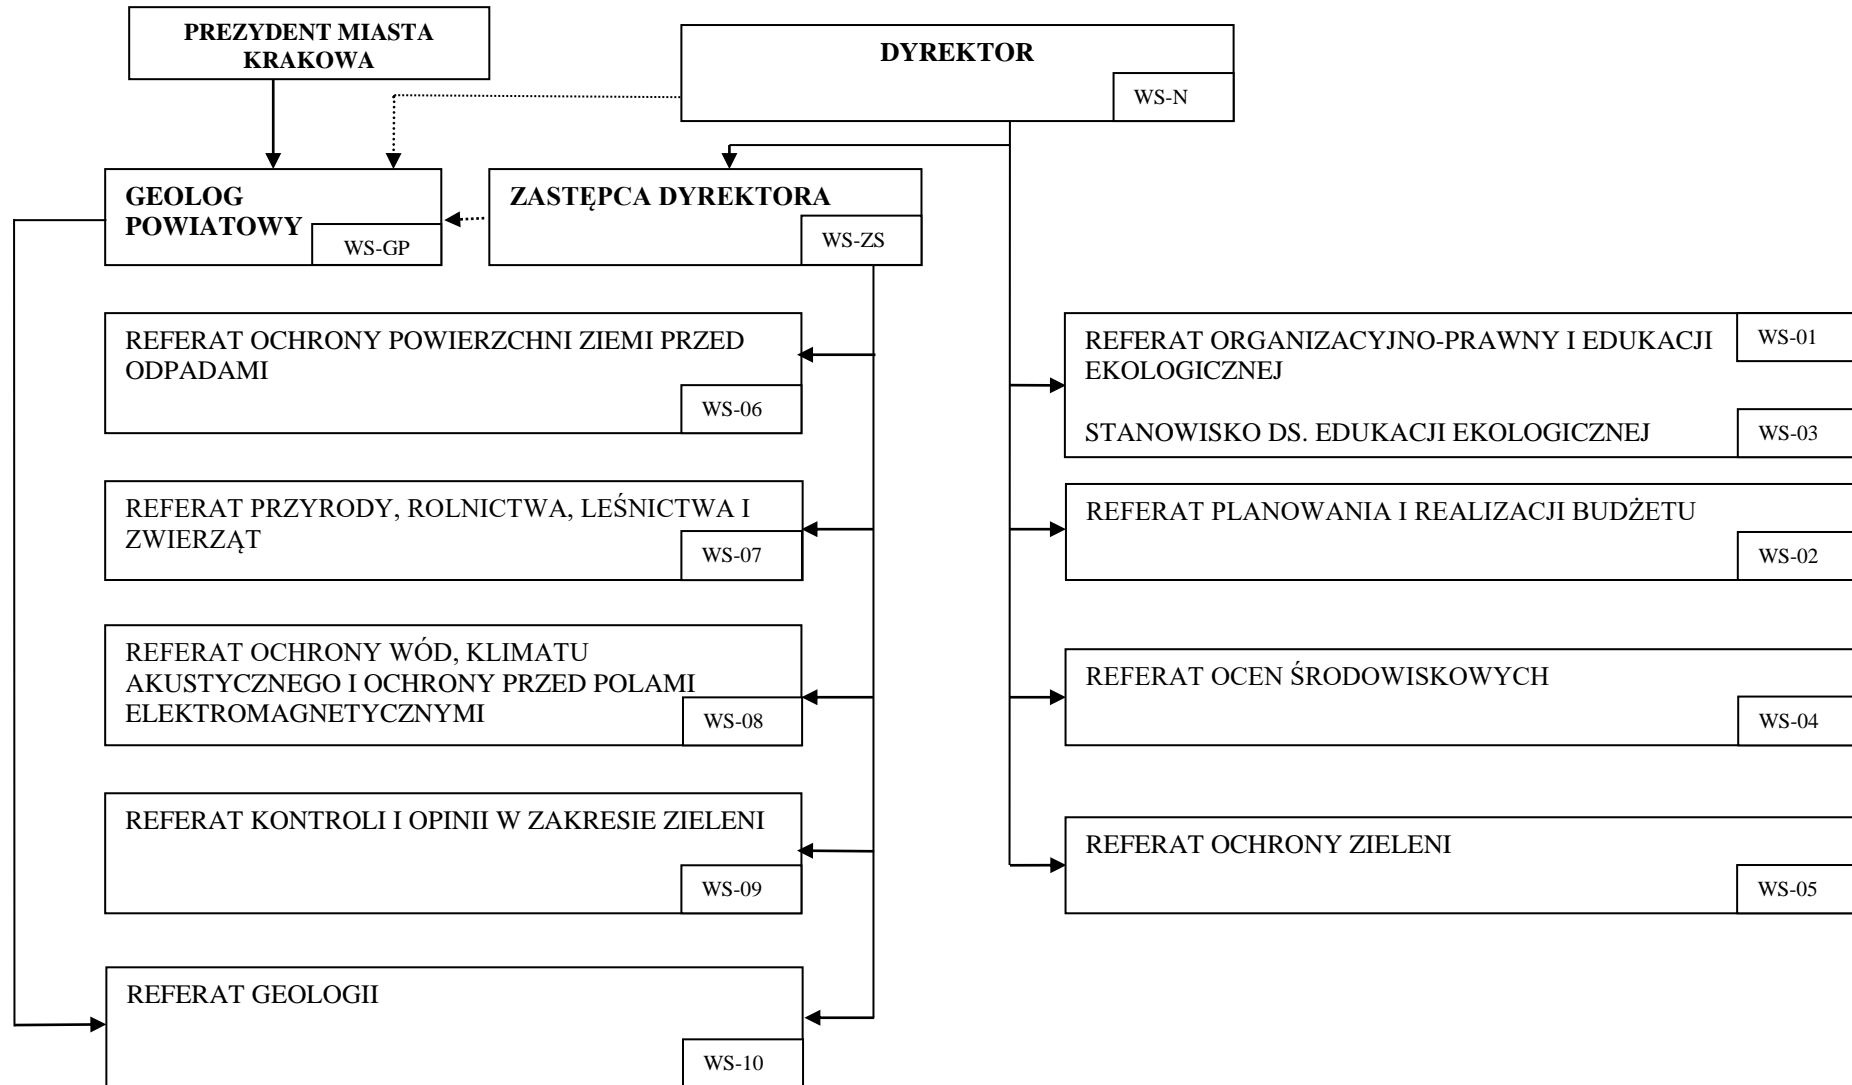 PREZYDENT MIASTA
KRAKOWA
DYREKTOR
WS-N
GEOLOG
POWIATOWY
WS-GP
ZASTĘPCA DYREKTORA
WS-ZS
REFERAT OCHRONY POWIERZCHNI ZIEMI PRZED
ODPADAMI
WS-06
REFERAT PRZYRODY, ROLNICTWA, LEŚNICTWA I
ZWIERZĄT
WS-07
REFERAT OCHRONY WÓD, KLIMATU
AKUSTYCZNEGO I OCHRONY PRZED POLAMI
ELEKTROMAGNETYCZNYMI
WS-08
REFERAT KONTROLI I OPINII W ZAKRESIE ZIELENI
WS-09
REFERAT GEOLOGII
WS-10
REFERAT ORGANIZACYJNO-PRAWNY I EDUKACJI
EKOLOGICZNEJ
WS-01
STANOWISKO DS. EDUKACJI EKOLOGICZNEJ
WS-03
REFERAT PLANOWANIA I REALIZACJI BUDŻETU
WS-02
REFERAT OCEN ŚRODOWISKOWYCH
WS-04
REFERAT OCHRONY ZIELENI
WS-05